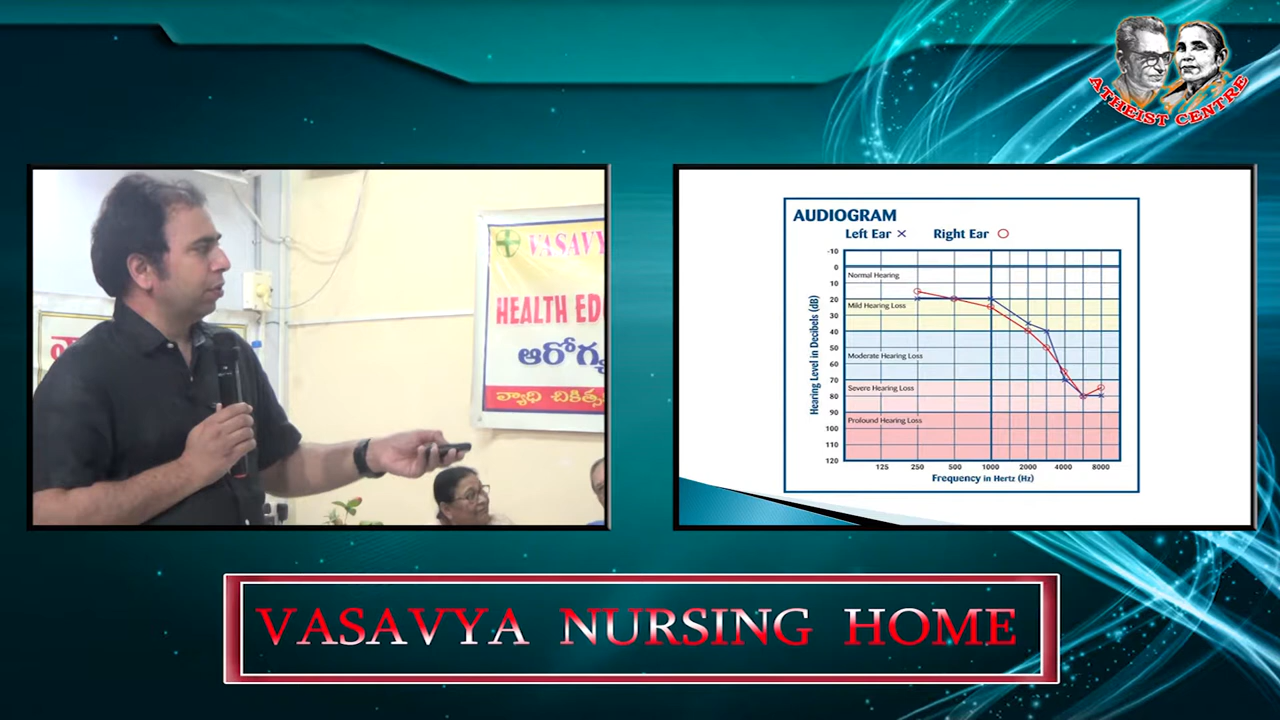 ATHEIST CENTRE
VASAVY
HEALTH ED
ఆరోగ్య
వ్యాధి చికిత్స
AUDIOGRAM
Left Ear × Right Ear ○
Hearing Level in Decibels (dB)
-10
0
Normal Hearing
10
20
Mild Hearing Loss
30
40
50
Moderate Hearing Loss
60
70
Severe Hearing Loss
80
90
Profound Hearing Loss
100
110
120
125 250 500 1000 2000 4000 8000
Frequency in Hertz (Hz)
VASAVYA NURSING HOME